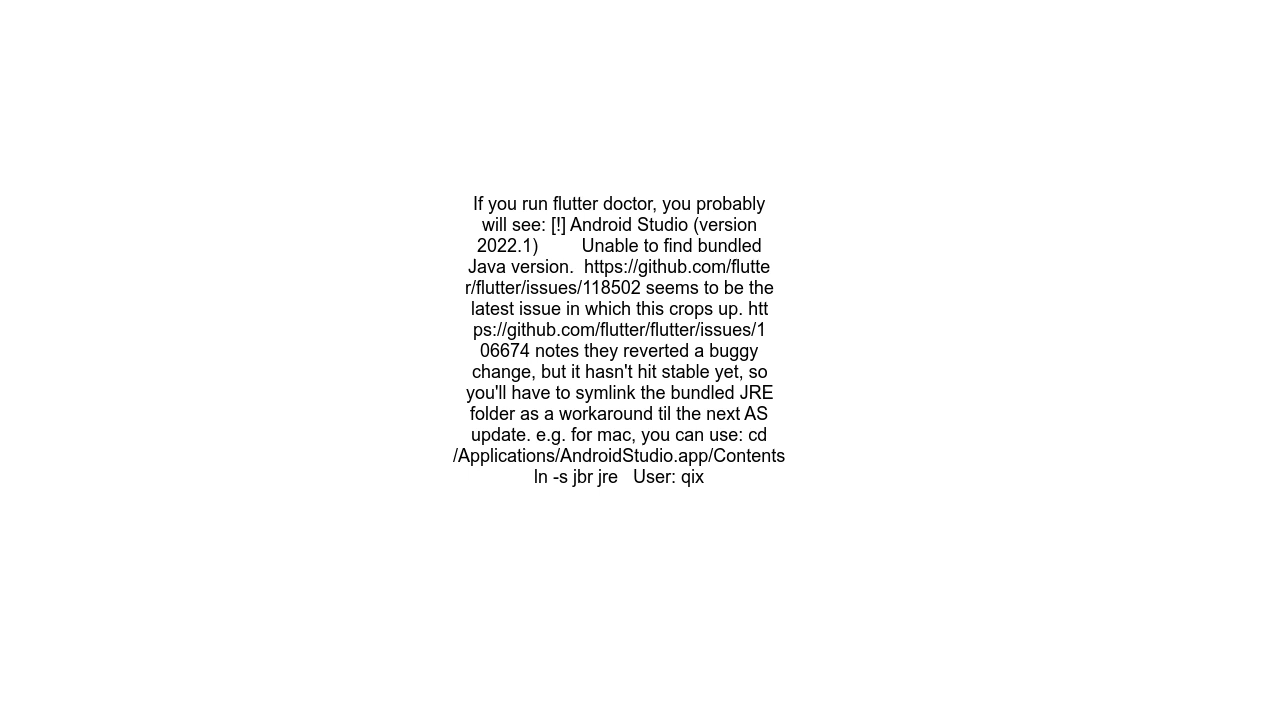 If you run flutter doctor, you probably
will see: [!] Android Studio (version
2022.1)         Unable to find bundled
Java version.  https://github.com/flutte
r/flutter/issues/118502 seems to be the
latest issue in which this crops up. htt
ps://github.com/flutter/flutter/issues/1
06674 notes they reverted a buggy
change, but it hasn't hit stable yet, so
you'll have to symlink the bundled JRE
folder as a workaround til the next AS
update. e.g. for mac, you can use: cd
/Applications/AndroidStudio.app/Contents
ln -s jbr jre   User: qix